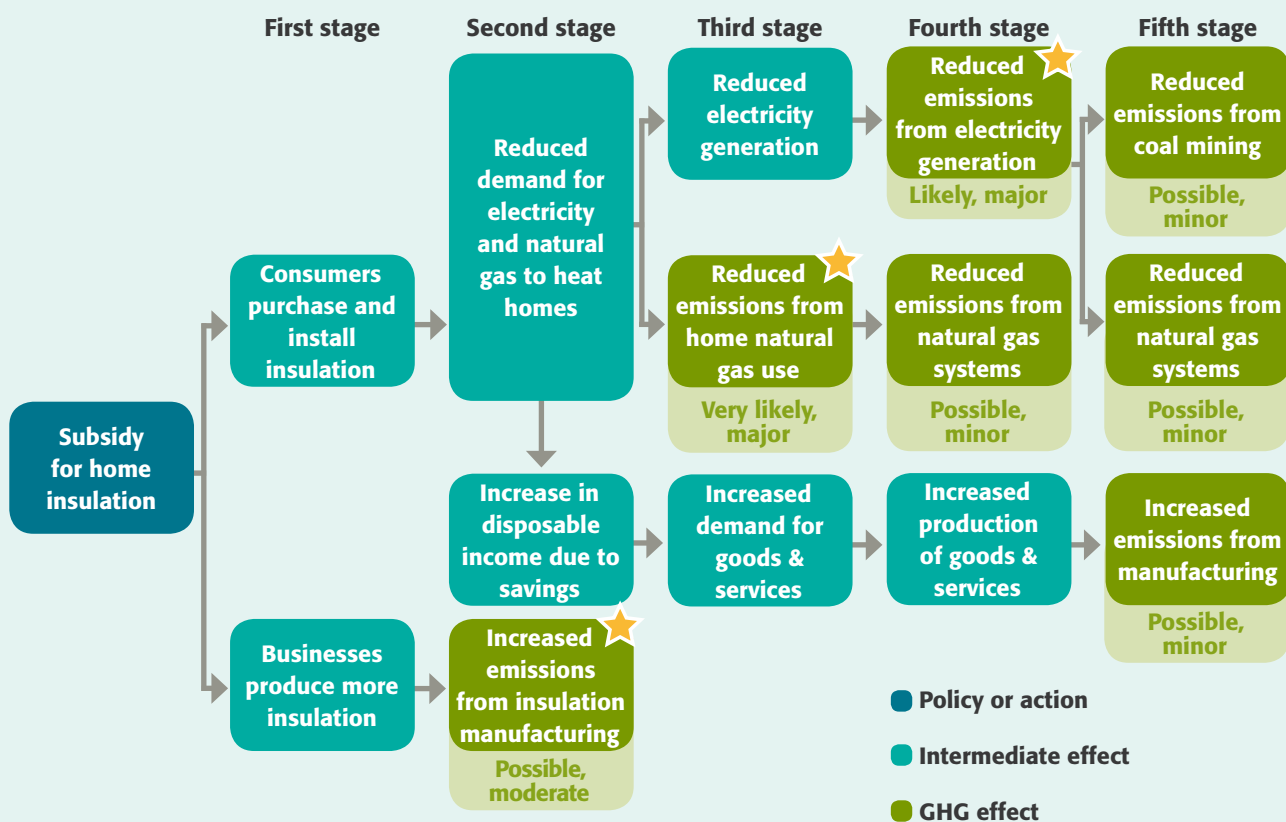 First stage
Second stage
Third stage
Fourth stage
Fifth stage
Subsidy
for home
insulation
Consumers
purchase and
install
insulation
Reduced
demand for
electricity
and natural
gas to heat
homes
Reduced
electricity
generation
Reduced
emissions
from electricity
generation
Likely, major
Reduced
emissions from
coal mining
Possible,
minor
Reduced
emissions from
home natural
gas use
Very likely,
major
Reduced
emissions from
natural gas
systems
Possible,
minor
Reduced
emissions from
natural gas
systems
Possible,
minor
Increase in
disposable
income due to
savings
Increased
demand for
goods &
services
Increased
production
of goods &
services
Increased
emissions from
manufacturing
Possible,
minor
Businesses
produce more
insulation
Increased
emissions
from insulation
manufacturing
Possible,
moderate
Policy or action
Intermediate effect
GHG effect